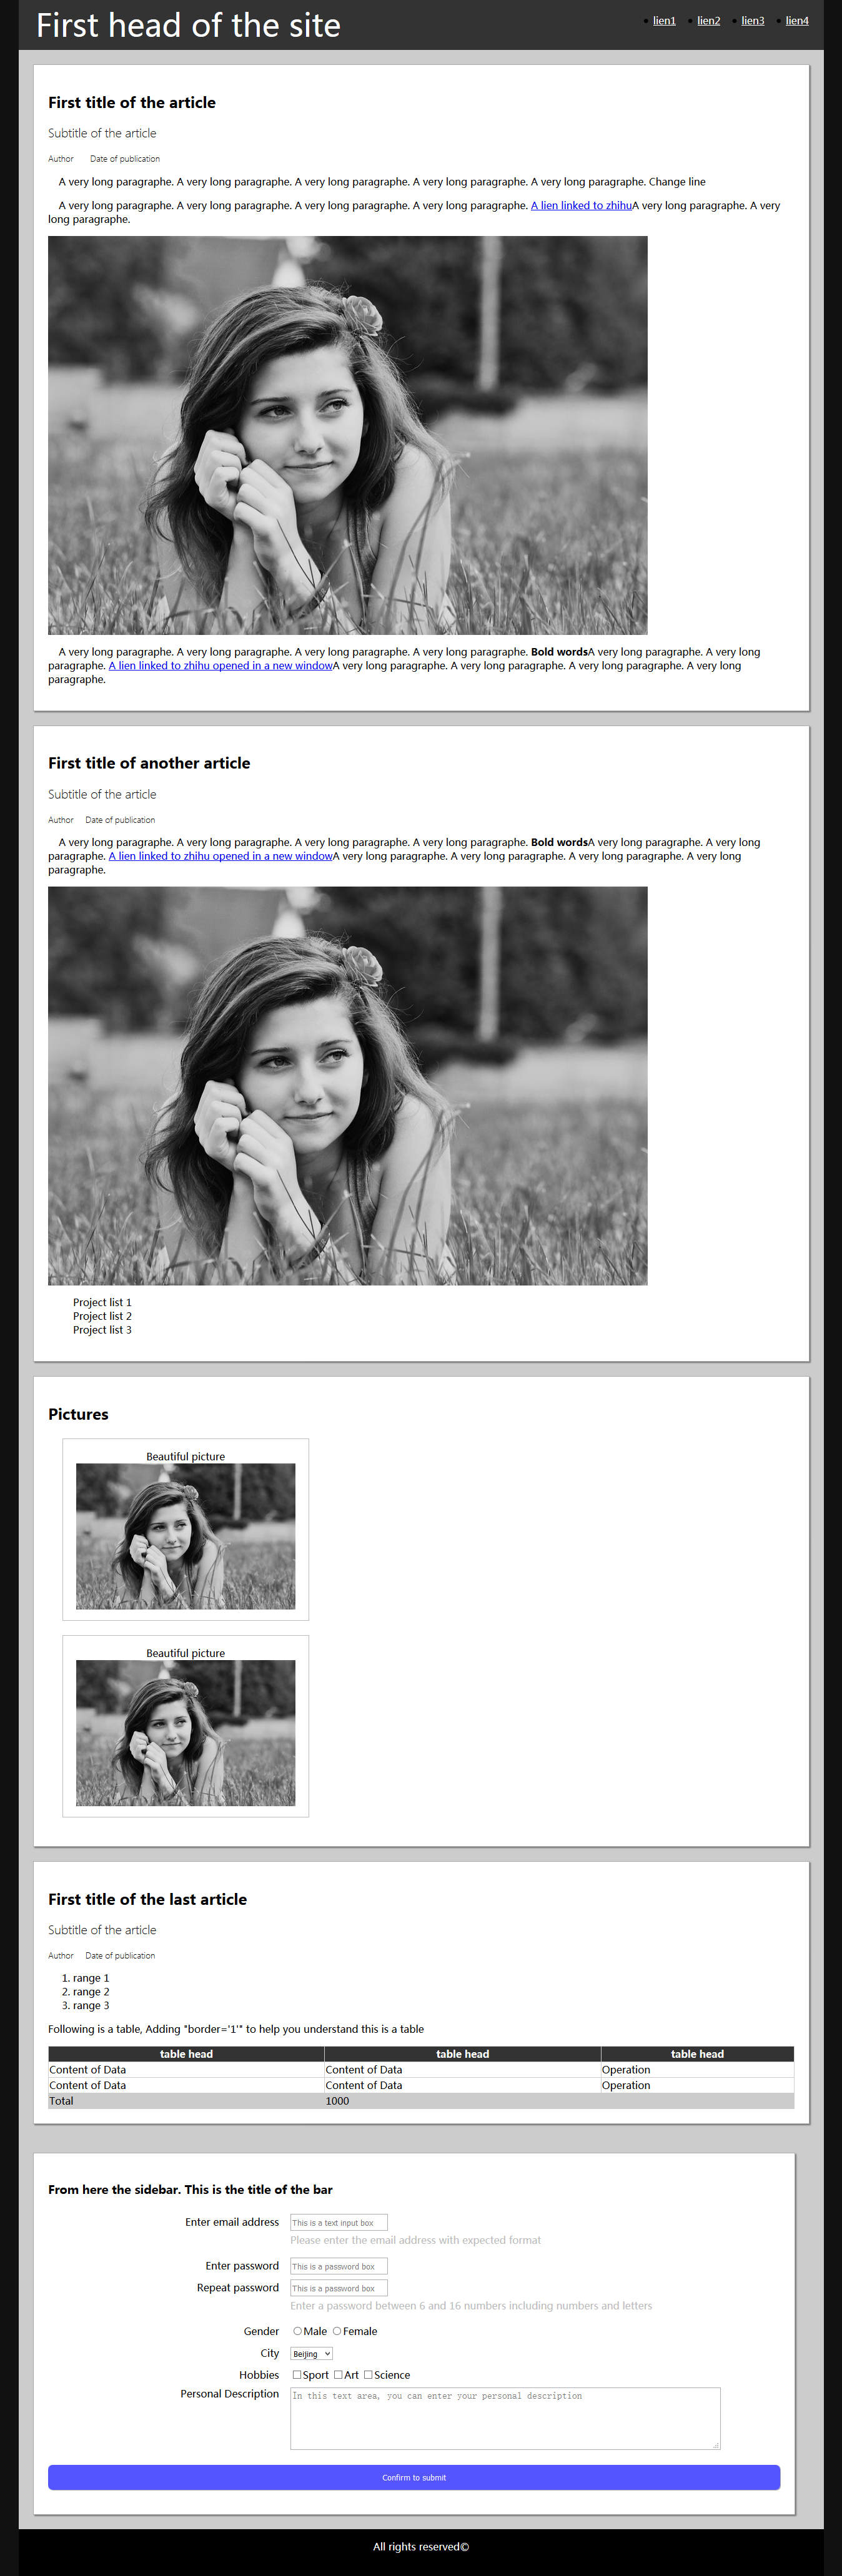 First head of the site
lien1 lien2 lien3 lien4
First title of the article
Subtitle of the article
Author Date of publication
A very long paragraphe. A very long paragraphe. A very long paragraphe. A very long paragraphe. A very long paragraphe. Change line
A very long paragraphe. A very long paragraphe. A very long paragraphe. A very long paragraphe. A lien linked to zhihuA very long paragraphe. A very
long paragraphe.
A very long paragraphe. A very long paragraphe. A very long paragraphe. A very long paragraphe. Bold wordsA very long paragraphe. A very long
paragraphe. A lien linked to zhihu opened in a new windowA very long paragraphe. A very long paragraphe. A very long paragraphe. A very long
paragraphe.
First title of another article
Subtitle of the article
Author Date of publication
A very long paragraphe. A very long paragraphe. A very long paragraphe. A very long paragraphe. Bold wordsA very long paragraphe. A very long
paragraphe. A lien linked to zhihu opened in a new windowA very long paragraphe. A very long paragraphe. A very long paragraphe. A very long
paragraphe.
Project list 1
Project list 2
Project list 3
Pictures
Beautiful picture
Beautiful picture
First title of the last article
Subtitle of the article
Author Date of publication
1. range 1
2. range 2
3. range 3
Following is a table, Adding "border='1'" to help you understand this is a table
table head table head table head
Content of Data Content of Data Operation
Content of Data Content of Data Operation
Total 1000
From here the sidebar. This is the title of the bar
Enter email address This is a text input box
Please enter the email address with expected format
Enter password This is a password box
Repeat password This is a password box
Enter a password between 6 and 16 numbers including numbers and letters
Gender Male Female
City Beijing
Hobbies Sport Art Science
Personal Description In this text area, you can enter your personal description
Confirm to submit
All rights reserved©